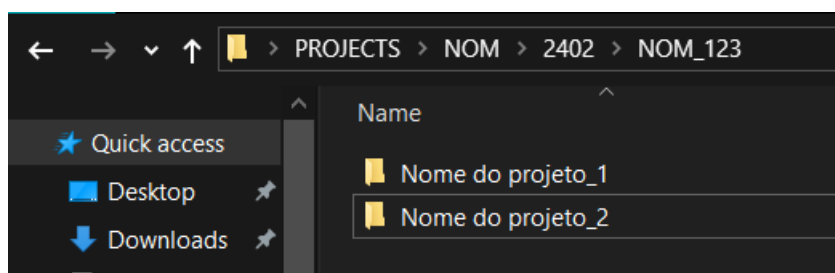 PROJECTS > NOM > 2402 > NOM_123
Name
Quick access
Nome do projeto_1
Desktop
Nome do projeto_2
Downloads